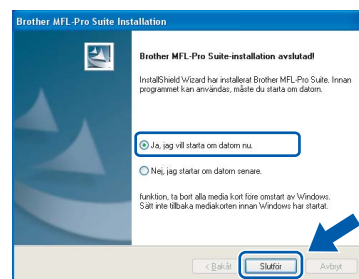 Brother MFL-Pro Suite Installation
Brother MFL-Pro Suite-installation avslutad!
InstallShield Wizard har installerat Brother MFL-Pro Suite. Innan
programmet kan användas, måste du starta om datorn.
Ja, jag vill starta om datorn nu.
Nej, jag startar om datorn senare.
funktion, ta bort alla media kort före omstart av Windows.
Sätt inte tillbaka mediakorten innan Windows har startat.
< Bakåt
Slutför
Avbryt